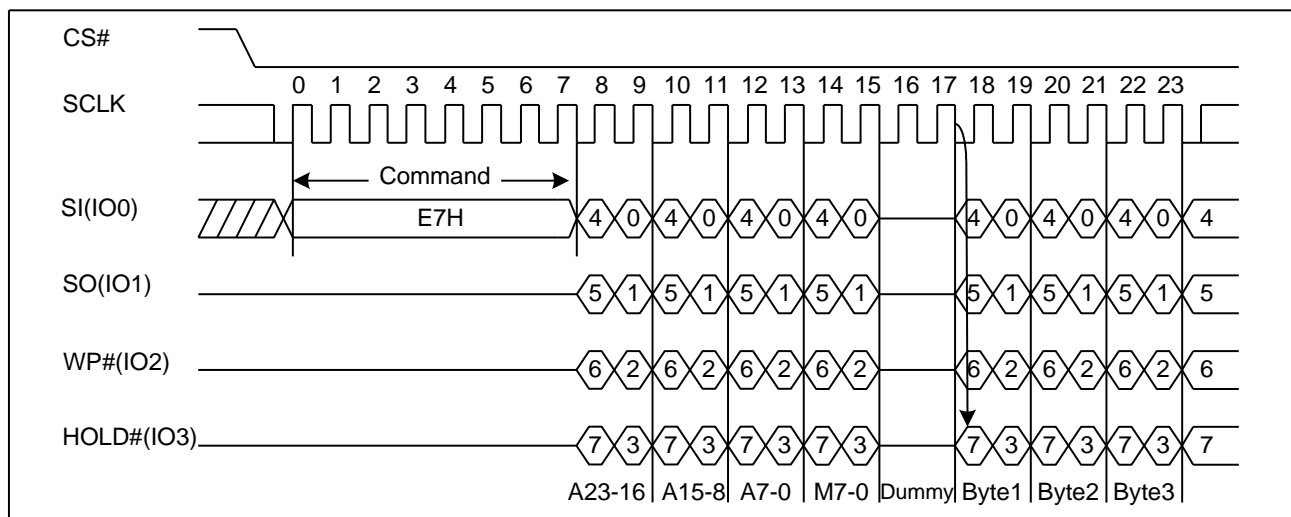 CS#
0 1 2 3 4 5 6 7 8 9 10 11 12 13 14 15 16 17 18 19 20 21 22 23
SCLK
Command
SI(IO0) E7H 4 0 4 0 4 0 4 0 4 0 4 0 4 0 4
SO(IO1) 5 1 5 1 5 1 5 1 5 1 5 1 5 1 5
WP#(IO2) 6 2 6 2 6 2 6 2 6 2 6 2 6 2 6
HOLD#(IO3) 7 3 7 3 7 3 7 3 7 3 7 3 7 3 7
A23-16 A15-8 A7-0 M7-0 Dummy Byte1 Byte2 Byte3